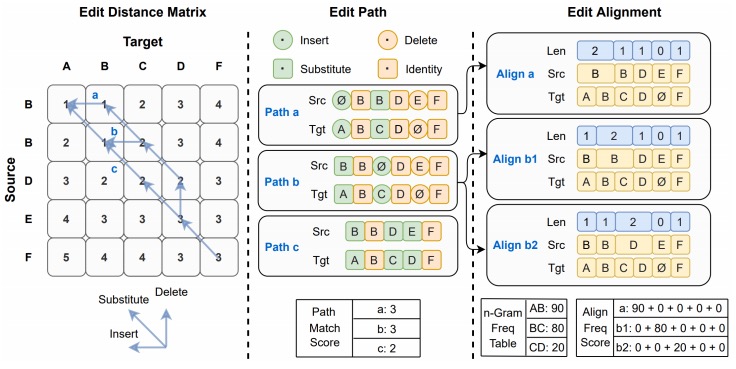 Edit Distance Matrix
Target
A B C D F
Source
B 1 1 2 3 4
B 2 1 2 3 4
D 3 2 2 2 3
E 4 3 3 3 3
F 5 4 4 4 3
a
b
c
Substitute
Delete
Insert
Edit Path
Insert
Delete
Substitute
Identity
Path a
Src Ø B B D E F
Tgt A B C D Ø F
Path b
Src B B Ø D E F
Tgt A B C D Ø F
Path c
Src B B D E F
Tgt A B C D F
Path Match Score
a: 3
b: 3
c: 2
Edit Alignment
Align a
Len 2 1 1 0 1
Src B B D E F
Tgt A B C D Ø F
Align b1
Len 1 2 1 0 1
Src B B D E F
Tgt A B C D Ø F
Align b2
Len 1 1 2 0 1
Src B B D E F
Tgt A B C D Ø F
n-Gram Freq Table
AB: 90
BC: 80
CD: 20
Align Freq Score
a: 90 + 0 + 0 + 0 + 0
b1: 0 + 80 + 0 + 0 + 0
b2: 0 + 0 + 20 + 0 + 0